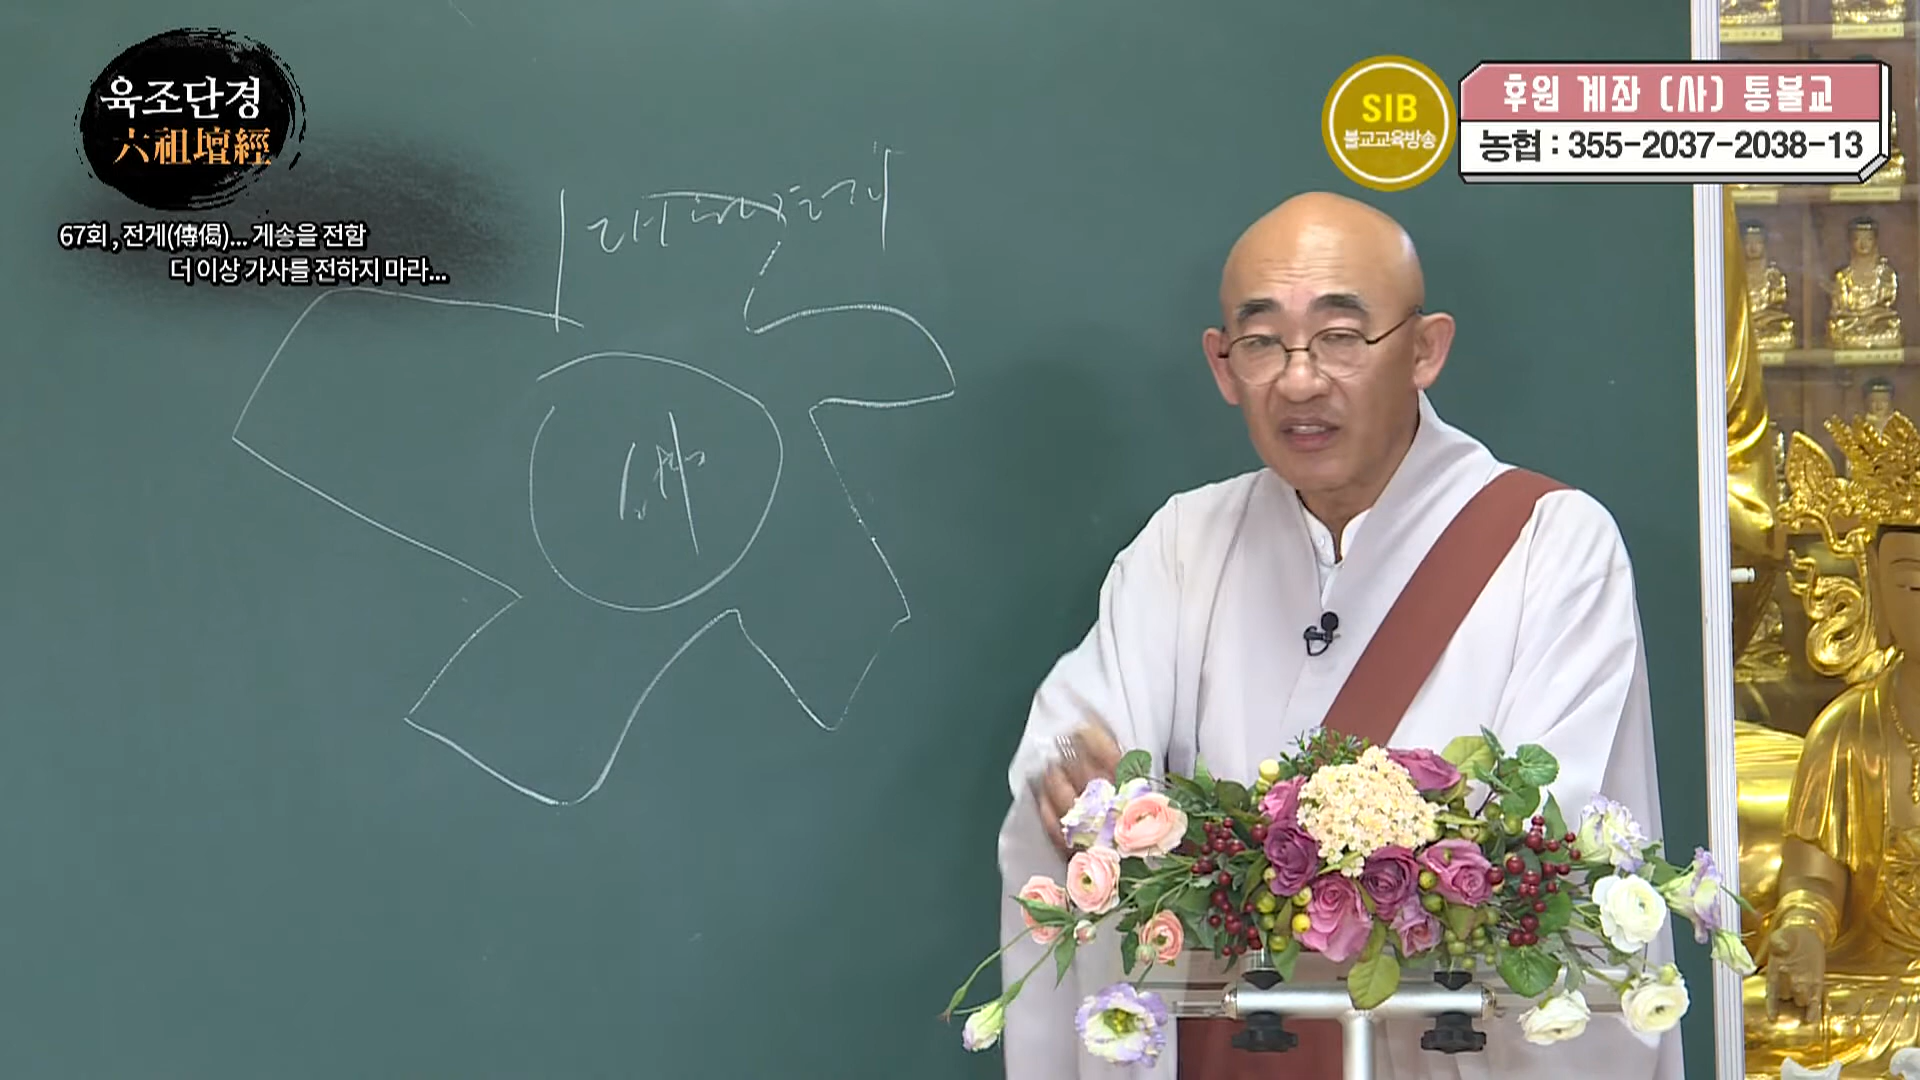 육조단경
六祖壇經
67회, 전게(傳偈)... 게송을 전함
더 이상 가사를 전하지 마라...
SIB
불교교육방송
후원 계좌 (사) 통불교
농협 : 355-2037-2038-13